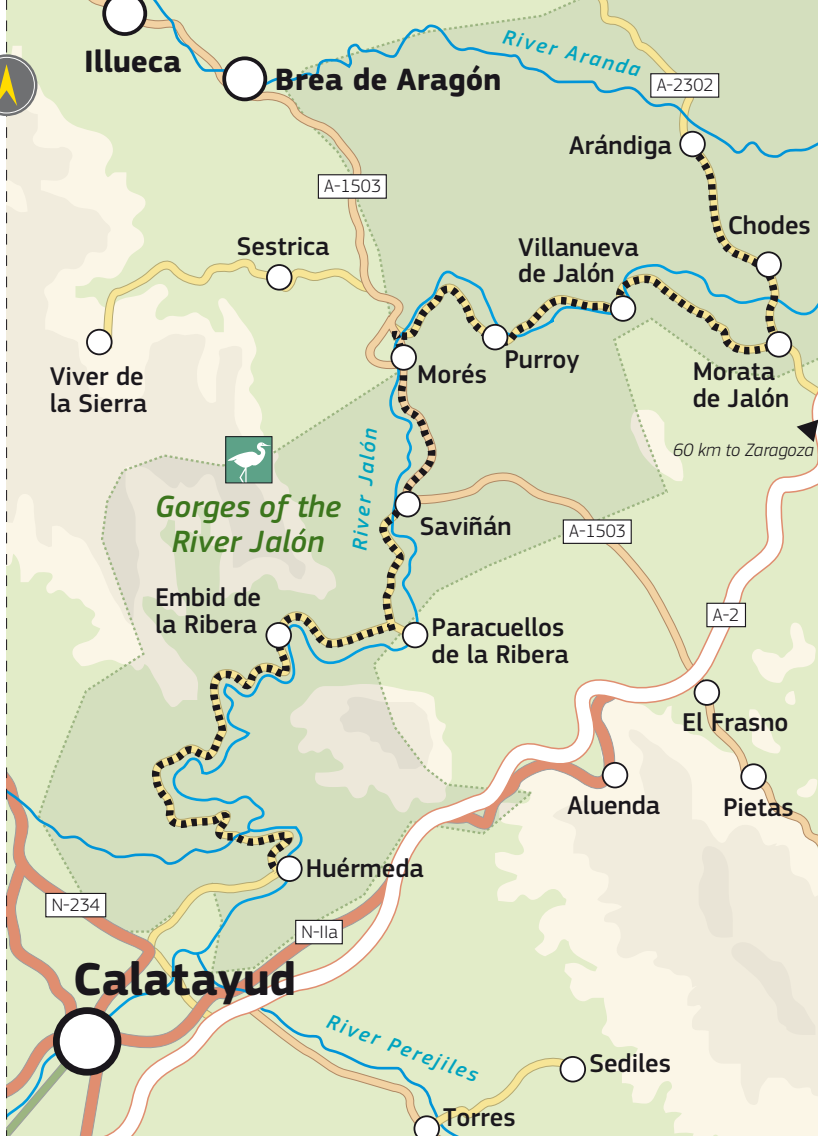 Illueca
Brea de Aragón
River Aranda
A-2302
Arándiga
A-1503
Chodes
Sestrica
Villanueva
de Jalón
Viver de
la Sierra
Morés
Purroy
Morata
de Jalón
60 km to Zaragoza
River Jalón
Gorges of the
River Jalón
Saviñán
A-1503
Embid de
la Ribera
Paracuellos
de la Ribera
A-2
El Frasno
Aluenda
Pietas
Huérmeda
N-234
N-IIa
Calatayud
River Perejiles
Sediles
Torres